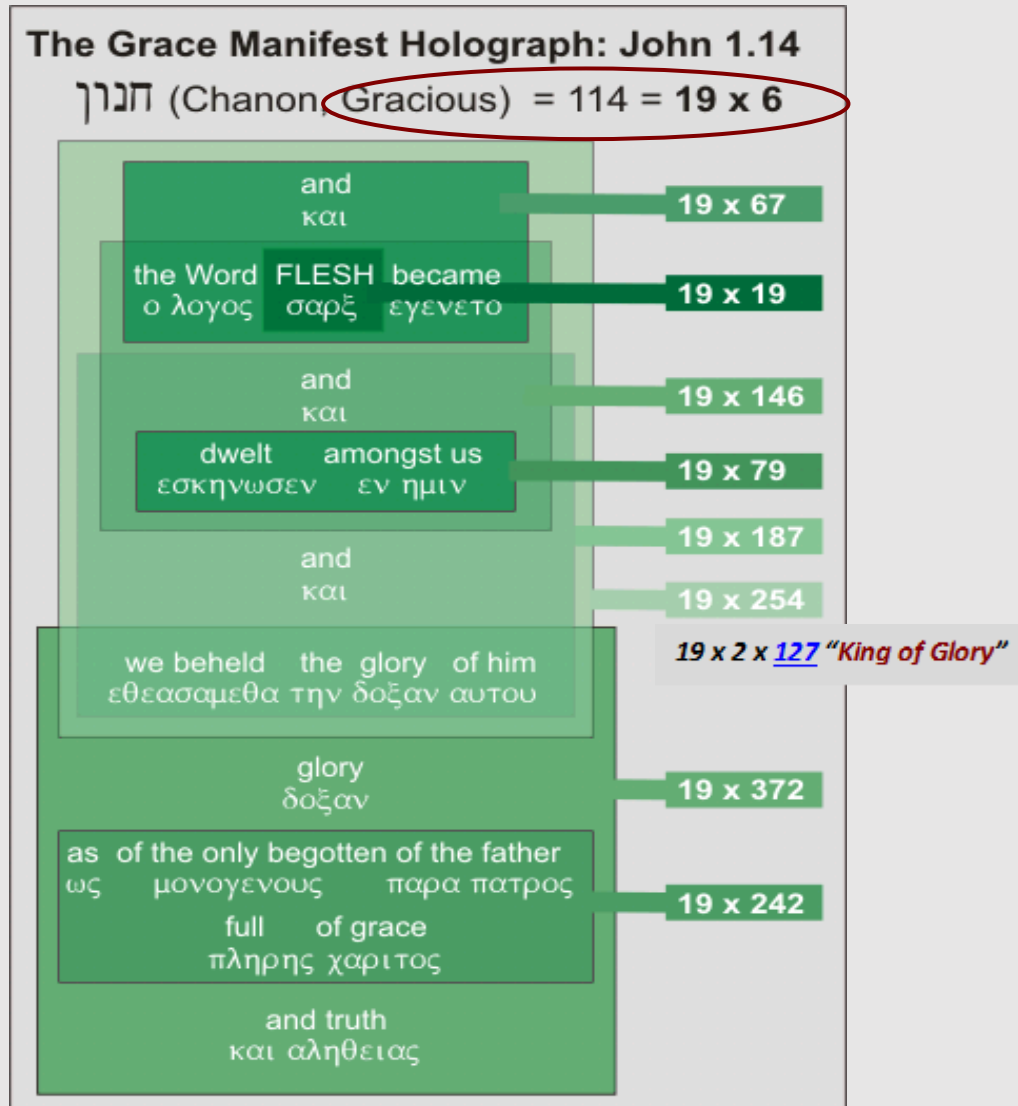 The Grace Manifest Holograph: John 1.14
חנון (Chanon, Gracious) = 114 = 19 x 6
and
και
19 x 67
the Word FLESH became
ο λογος σαρξ εγενετο
19 x 19
and
και
19 x 146
dwelt amongst us
εσκηνωσεν εν ημιν
19 x 79
19 x 187
and
και
19 x 254
19 x 2 x 127 “King of Glory”
we beheld the glory of him
εθεασαμεθα την δοξαν αυτου
glory
δοξαν
19 x 372
as of the only begotten of the father
ως μονογενους παρα πατρος
19 x 242
full of grace
πληρης χαριτος
and truth
και αληθειας